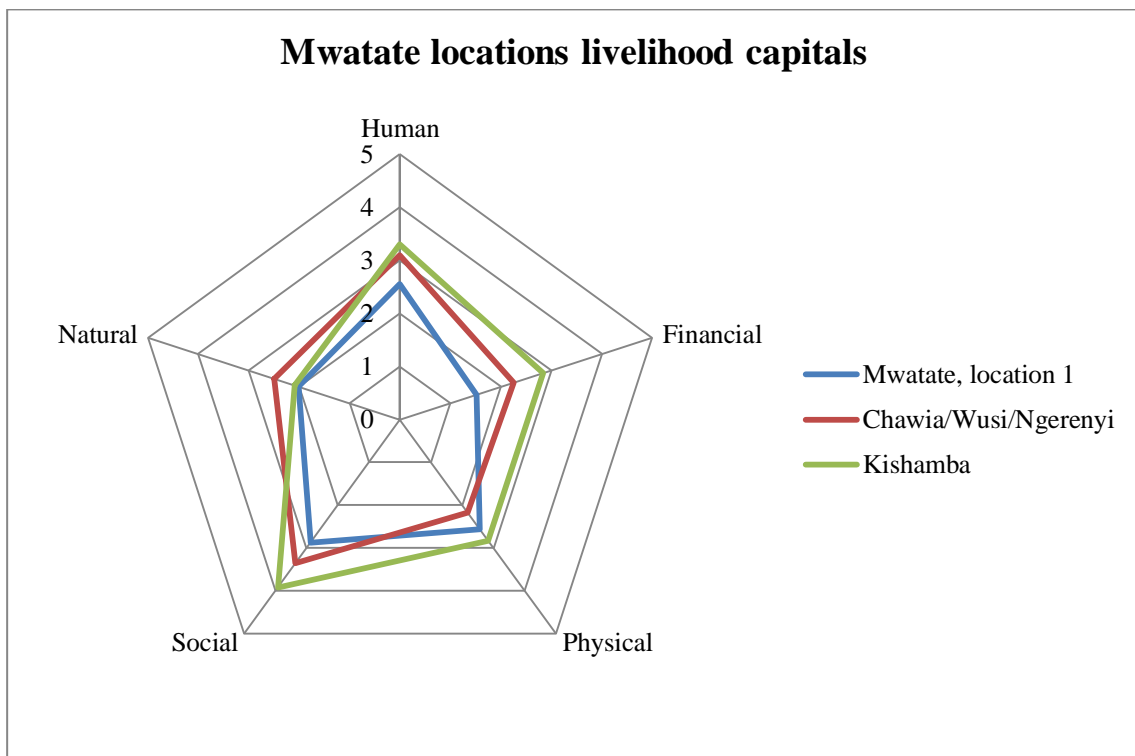 Mwatate locations livelihood capitals
Human
5
4
3
2
1
0
Natural
Financial
Social
Physical
Mwatate, location 1
Chawia/Wusi/Ngerenyi
Kishamba